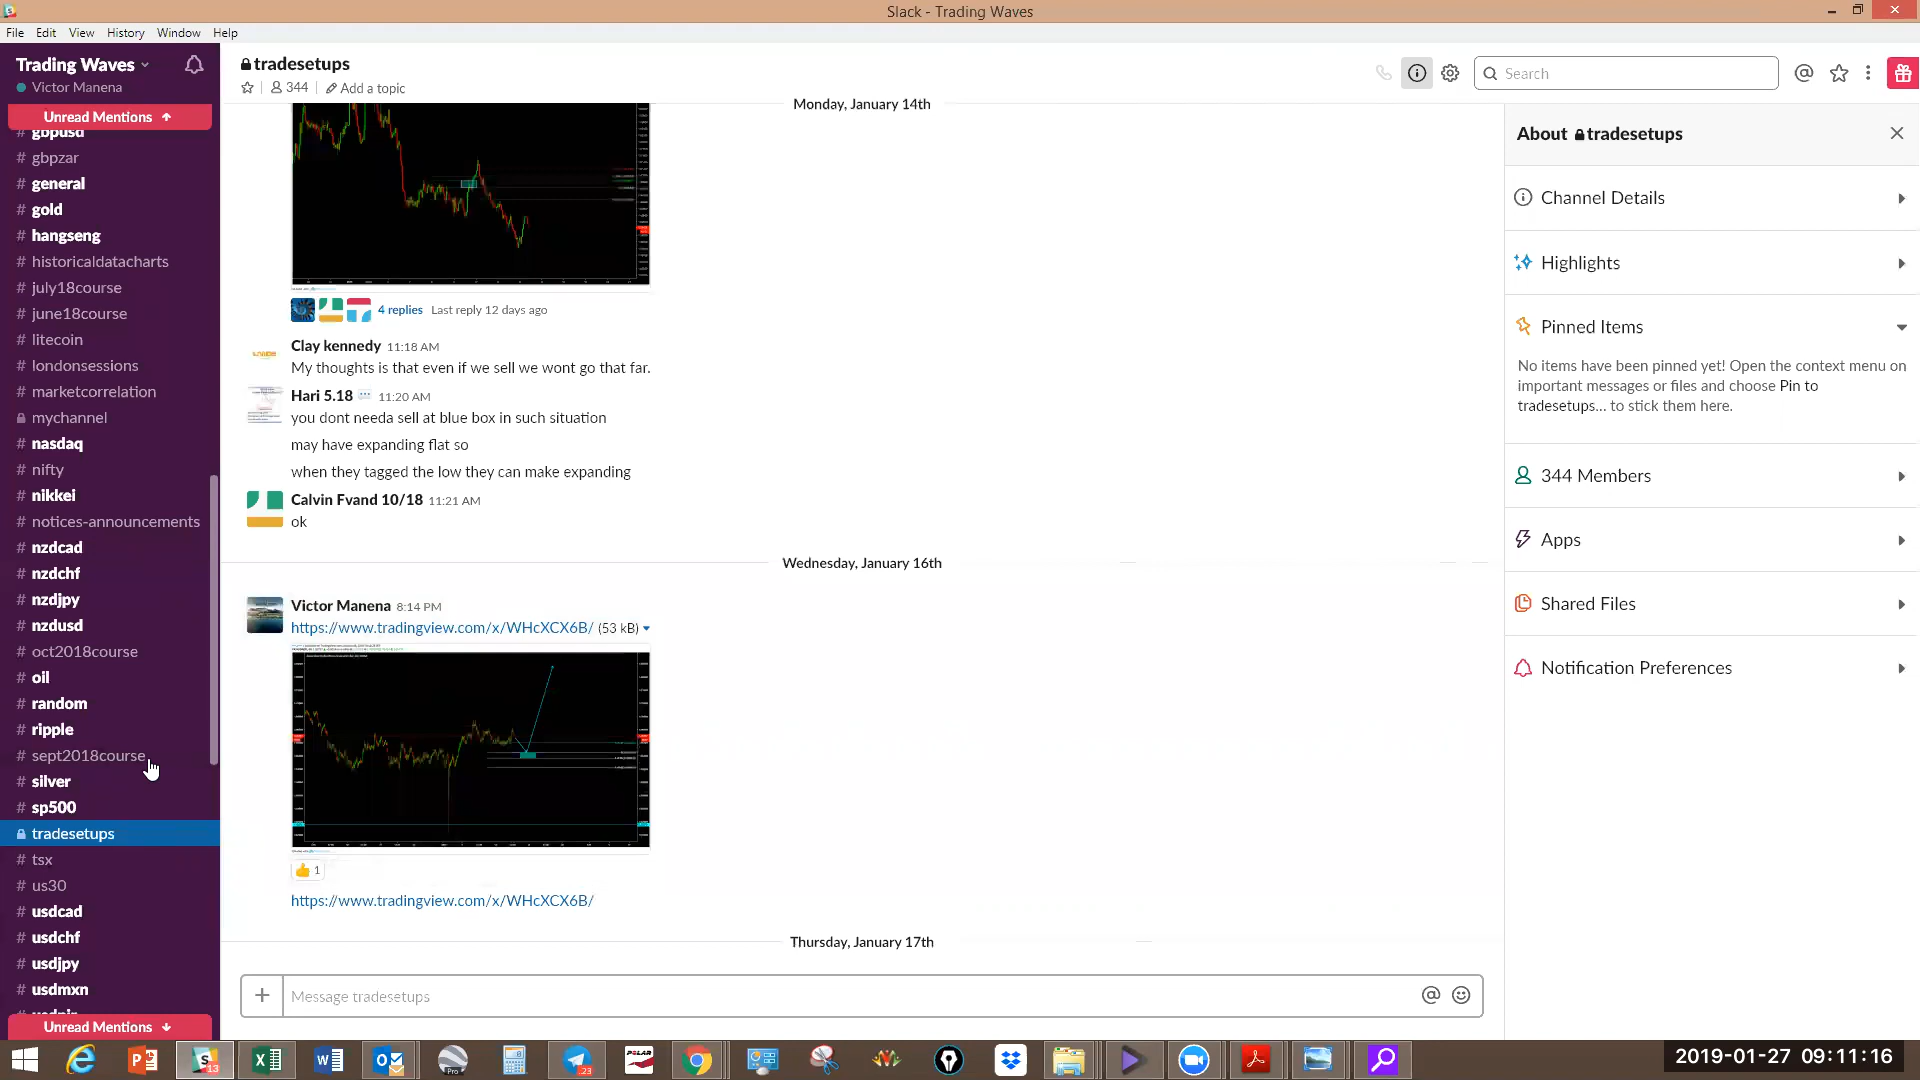 Slack - Trading Waves
File Edit View History Window Help
Trading Waves
Victor Manena
Unread Mentions
# gbpusd
# gbpzar
# general
# gold
# hangseng
# historicaldatacharts
# july18course
# june18course
# litecoin
# londonsessions
# marketcorrelation
mychannel
# nasdaq
# nifty
# nikkei
# notices-announcements
# nzdcad
# nzdchf
# nzdjpy
# nzdusd
# oct2018course
# oil
# random
# ripple
# sept2018course
# silver
# sp500
tradesetups
# tsx
# us30
# usdcad
# usdchf
# usdjpy
# usdmxn
Unread Mentions
tradesetups
344 Add a topic
Search
Monday, January 14th
4 replies Last reply 12 days ago
Clay kennedy 11:18 AM
My thoughts is that even if we sell we wont go that far.
Hari 5.18 11:20 AM
you dont needa sell at blue box in such situation
may have expanding flat so
when they tagged the low they can make expanding
Calvin Fvand 10/18 11:21 AM
ok
Wednesday, January 16th
Victor Manena 8:14 PM
https://www.tradingview.com/x/WHcXCX6B/ (53 kB)
1
https://www.tradingview.com/x/WHcXCX6B/
Thursday, January 17th
Message tradesetups
About tradesetups
Channel Details
Highlights
Pinned Items
No items have been pinned yet! Open the context menu on
important messages or files and choose Pin to
tradesetups... to stick them here.
344 Members
Apps
Shared Files
Notification Preferences
13
Pro
23
POLAR
2019-01-27 09:11:16